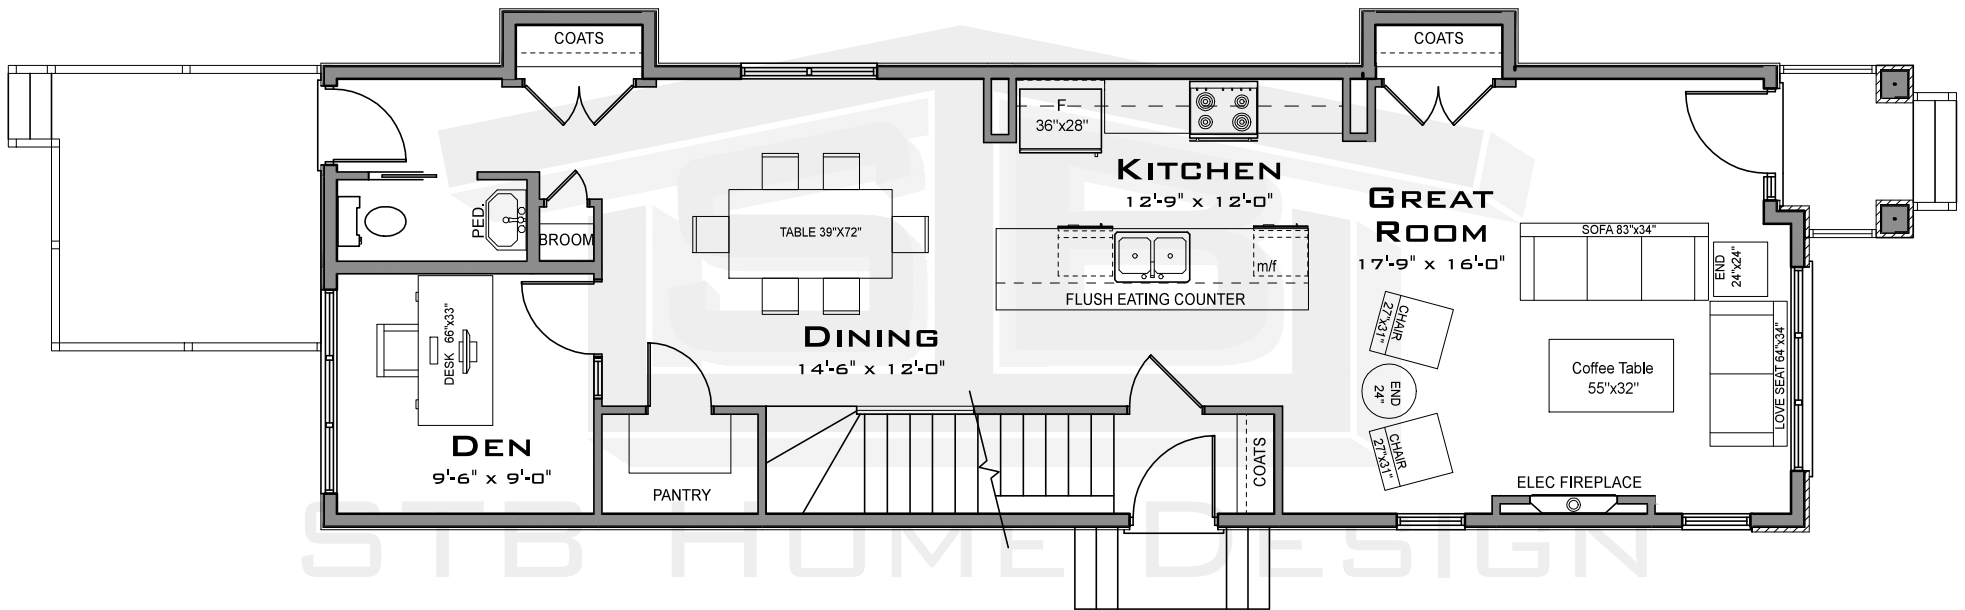 COATS
COATS
F
36"x28"
KITCHEN
12'-9" x 12'-0"
GREAT
ROOM
17'-9" x 16'-0"
PED.
BROOM
TABLE 39"X72"
m/f
FLUSH EATING COUNTER
SOFA 83"x34"
END
24"x24"
DESK 66"x33"
DINING
14'-6" x 12'-0"
CHAIR
27"x31"
END
24"
CHAIR
27"x31"
Coffee Table
55"x32"
LOVE SEAT 64"x34"
DEN
9'-6" x 9'-0"
PANTRY
COATS
ELEC FIREPLACE
STB
STB HOME DESIGN